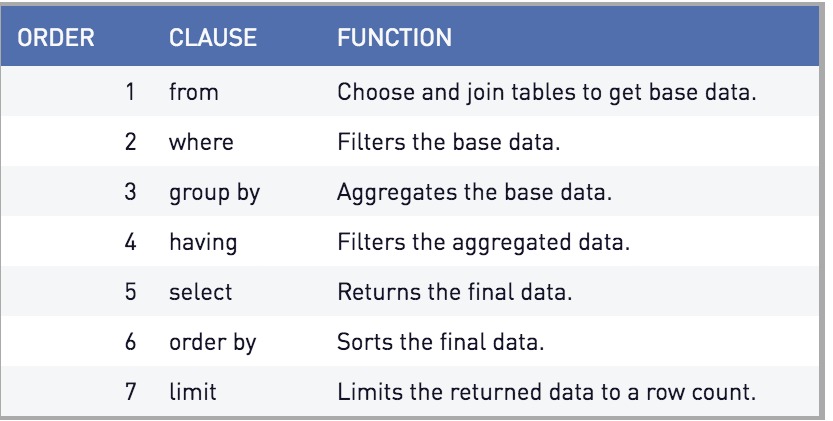 ORDER CLAUSE FUNCTION
1 from Choose and join tables to get base data.
2 where Filters the base data.
3 group by Aggregates the base data.
4 having Filters the aggregated data.
5 select Returns the final data.
6 order by Sorts the final data.
7 limit Limits the returned data to a row count.